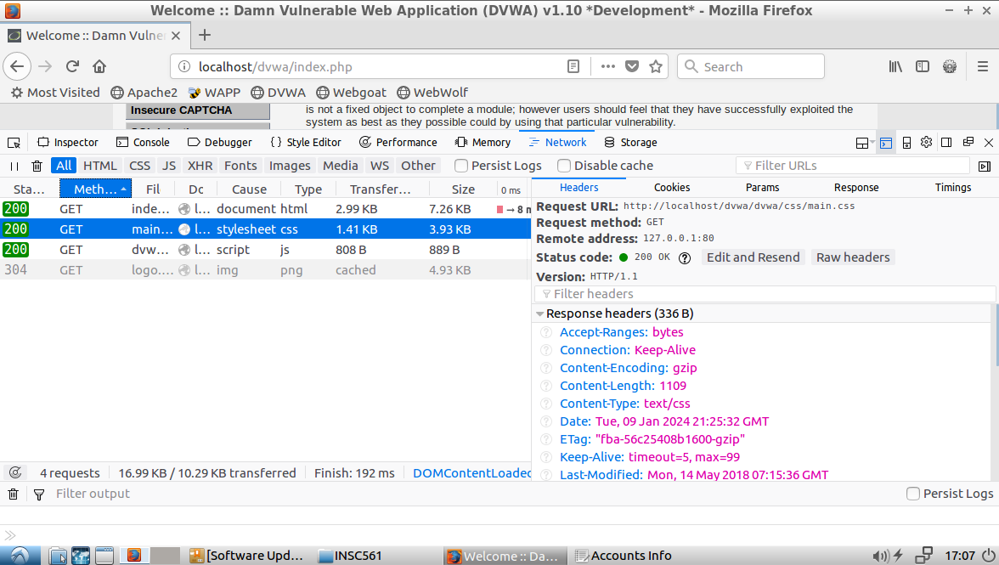 Welcome :: Damn Vulnerable Web Application (DVWA) v1.10 *Development* - Mozilla Firefox
Welcome :: Damn Vulner
localhost/dvwa/index.php
Search
Most Visited Apache2 WAPP DVWA Webgoat WebWolf
Insecure CAPTCHA
is not a fixed object to complete a module; however users should feel that they have successfully exploited the
system as best as they possible could by using that particular vulnerability.
Inspector Console Debugger {} Style Editor Performance Memory Network Storage
All HTML CSS JS XHR Fonts Images Media WS Other Persist Logs Disable cache Filter URLs
Sta... Meth... Fil Dc Cause Type Transfer... Size 0 ms
200 GET inde... l... document html 2.99 KB 7.26 KB → 8 m
200 GET main... l... stylesheet css 1.41 KB 3.93 KB
200 GET dvw... l... script js 808 B 889 B
304 GET logo.... l... img png cached 4.93 KB
Headers Cookies Params Response Timings
Request URL: http://localhost/dvwa/dvwa/css/main.css
Request method: GET
Remote address: 127.0.0.1:80
Status code: 200 OK ? Edit and Resend Raw headers
Version: HTTP/1.1
Filter headers
Response headers (336 B)
? Accept-Ranges: bytes
? Connection: Keep-Alive
? Content-Encoding: gzip
? Content-Length: 1109
? Content-Type: text/css
? Date: Tue, 09 Jan 2024 21:25:32 GMT
? ETag: "fba-56c25408b1600-gzip"
? Keep-Alive: timeout=5, max=99
? Last-Modified: Mon, 14 May 2018 07:15:36 GMT
4 requests 16.99 KB / 10.29 KB transferred Finish: 192 ms DOMContentLoaded
Filter output Persist Logs
»
[Software Upd... INSC561 Welcome :: Da... Accounts Info 17:07